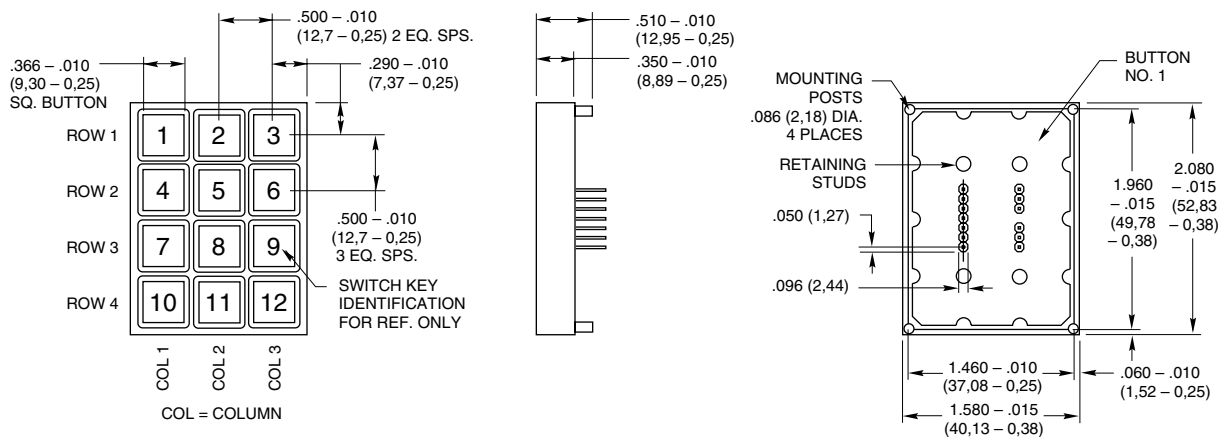 .500 – .010
(12,7 – 0,25) 2 EQ. SPS.
.366 – .010
(9,30 – 0,25)
SQ. BUTTON
.290 – .010
(7,37 – 0,25)
ROW 1
ROW 2
ROW 3
ROW 4
1
2
3
4
5
6
7
8
9
10
11
12
.500 – .010
(12,7 – 0,25)
3 EQ. SPS.
SWITCH KEY
IDENTIFICATION
FOR REF. ONLY
COL 1
COL 2
COL 3
COL = COLUMN
.510 – .010
(12,95 – 0,25)
.350 – .010
(8,89 – 0,25)
MOUNTING
POSTS
.086 (2,18) DIA.
4 PLACES
RETAINING
STUDS
.050 (1,27)
.096 (2,44)
BUTTON
NO. 1
1.960
– .015
(49,78
– 0,38)
2.080
– .015
(52,83
– 0,38)
1.460 – .010
(37,08 – 0,25)
.060 – .010
(1,52 – 0,25)
1.580 – .015
(40,13 – 0,38)